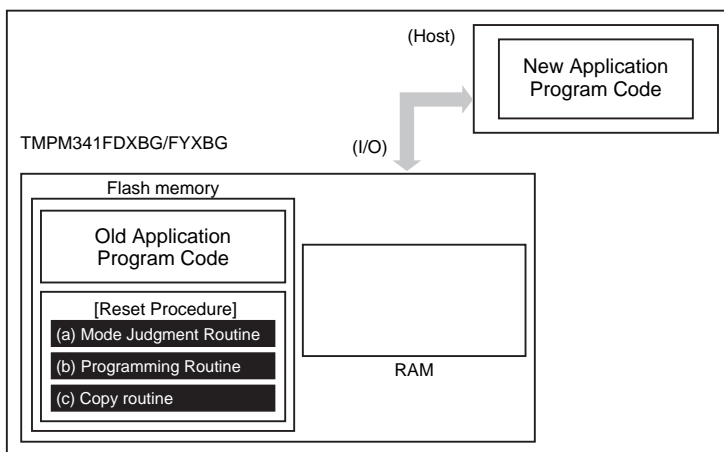 (Host)
New Application
Program Code
TMPM341FDXBG/FYXBG
(I/O)
Flash memory
Old Application
Program Code
[Reset Procedure]
(a) Mode Judgment Routine
(b) Programming Routine
(c) Copy routine
RAM